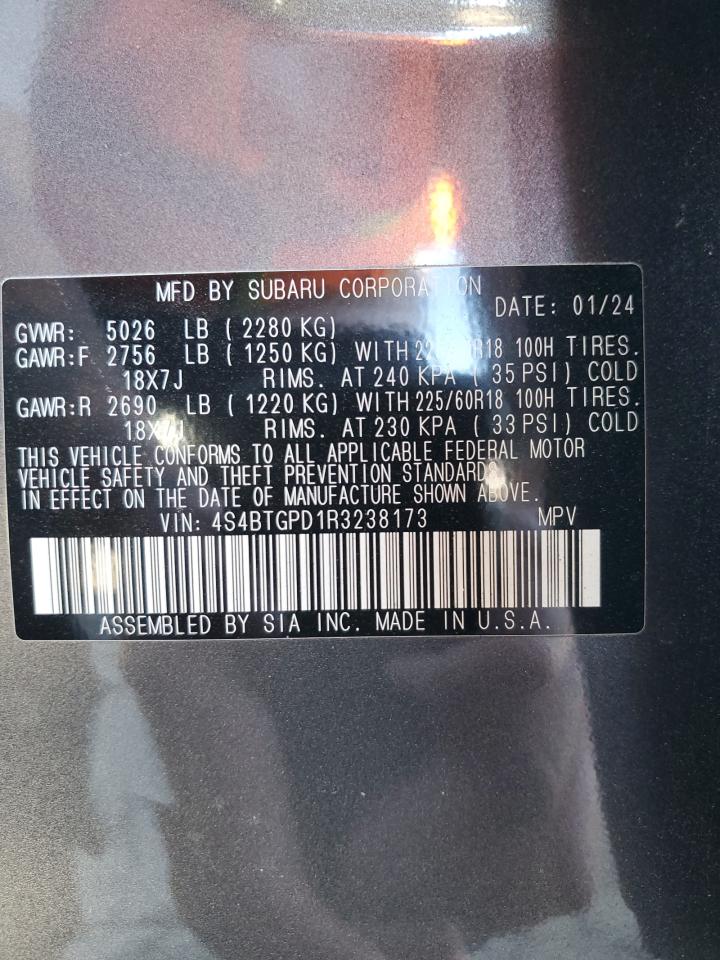 MFD BY SUBARU CORPORATION
DATE: 01/24
GVWR: 5026 LB ( 2280 KG)
GAWR:F 2756 LB ( 1250 KG) WITH 100H TIRES.
18X7J RIMS. AT 240 KPA ( 35 PSI) COLD
GAWR:R 2690 LB ( 1220 KG) WITH 225/60R18 100H TIRES.
18X7J RIMS. AT 230 KPA ( 33 PSI) COLD
THIS VEHICLE CONFORMS TO ALL APPLICABLE FEDERAL MOTOR
VEHICLE SAFETY AND THEFT PREVENTION STANDARDS
IN EFFECT ON THE DATE OF MANUFACTURE SHOWN ABOVE.
VIN: 4S4BTGPD1R3238173 MPV
ASSEMBLED BY SIA INC. MADE IN U.S.A.